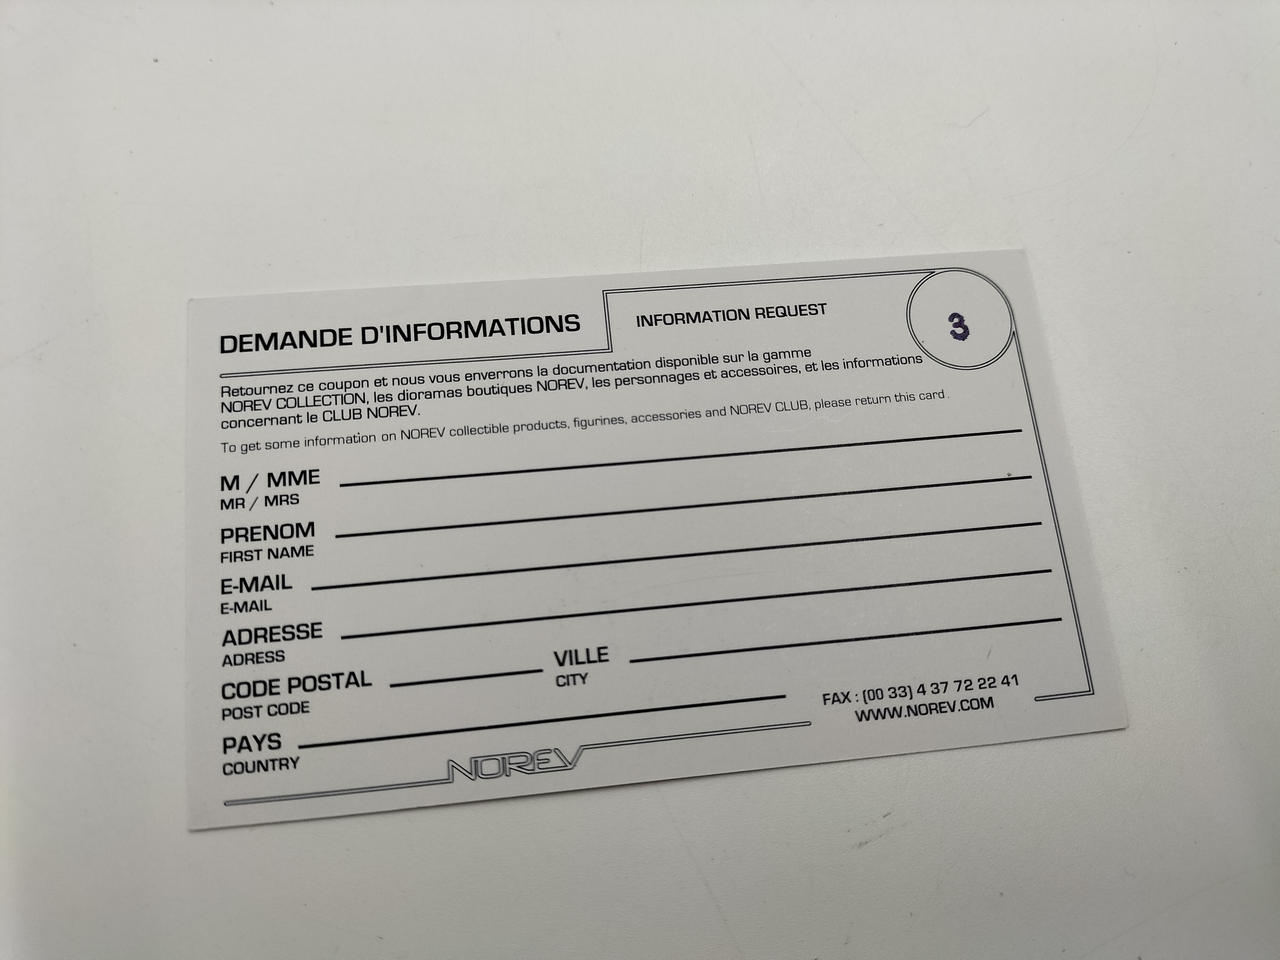 DEMANDE D'INFORMATIONS
INFORMATION REQUEST
3
Retournez ce coupon et nous vous enverrons la documentation disponible sur la gamme
NOREV COLLECTION, les dioramas boutiques NOREV, les personnages et accessoires, et les informations
concernant le CLUB NOREV.
To get some information on NOREV collectible products, figurines, accessories and NOREV CLUB, please return this card.
M / MME
MR / MRS
PRENOM
FIRST NAME
E-MAIL
E-MAIL
ADRESSE
ADRESS
CODE POSTAL
POST CODE
VILLE
CITY
PAYS
COUNTRY
FAX : (00 33) 4 37 72 22 41
WWW.NOREV.COM
NOREV